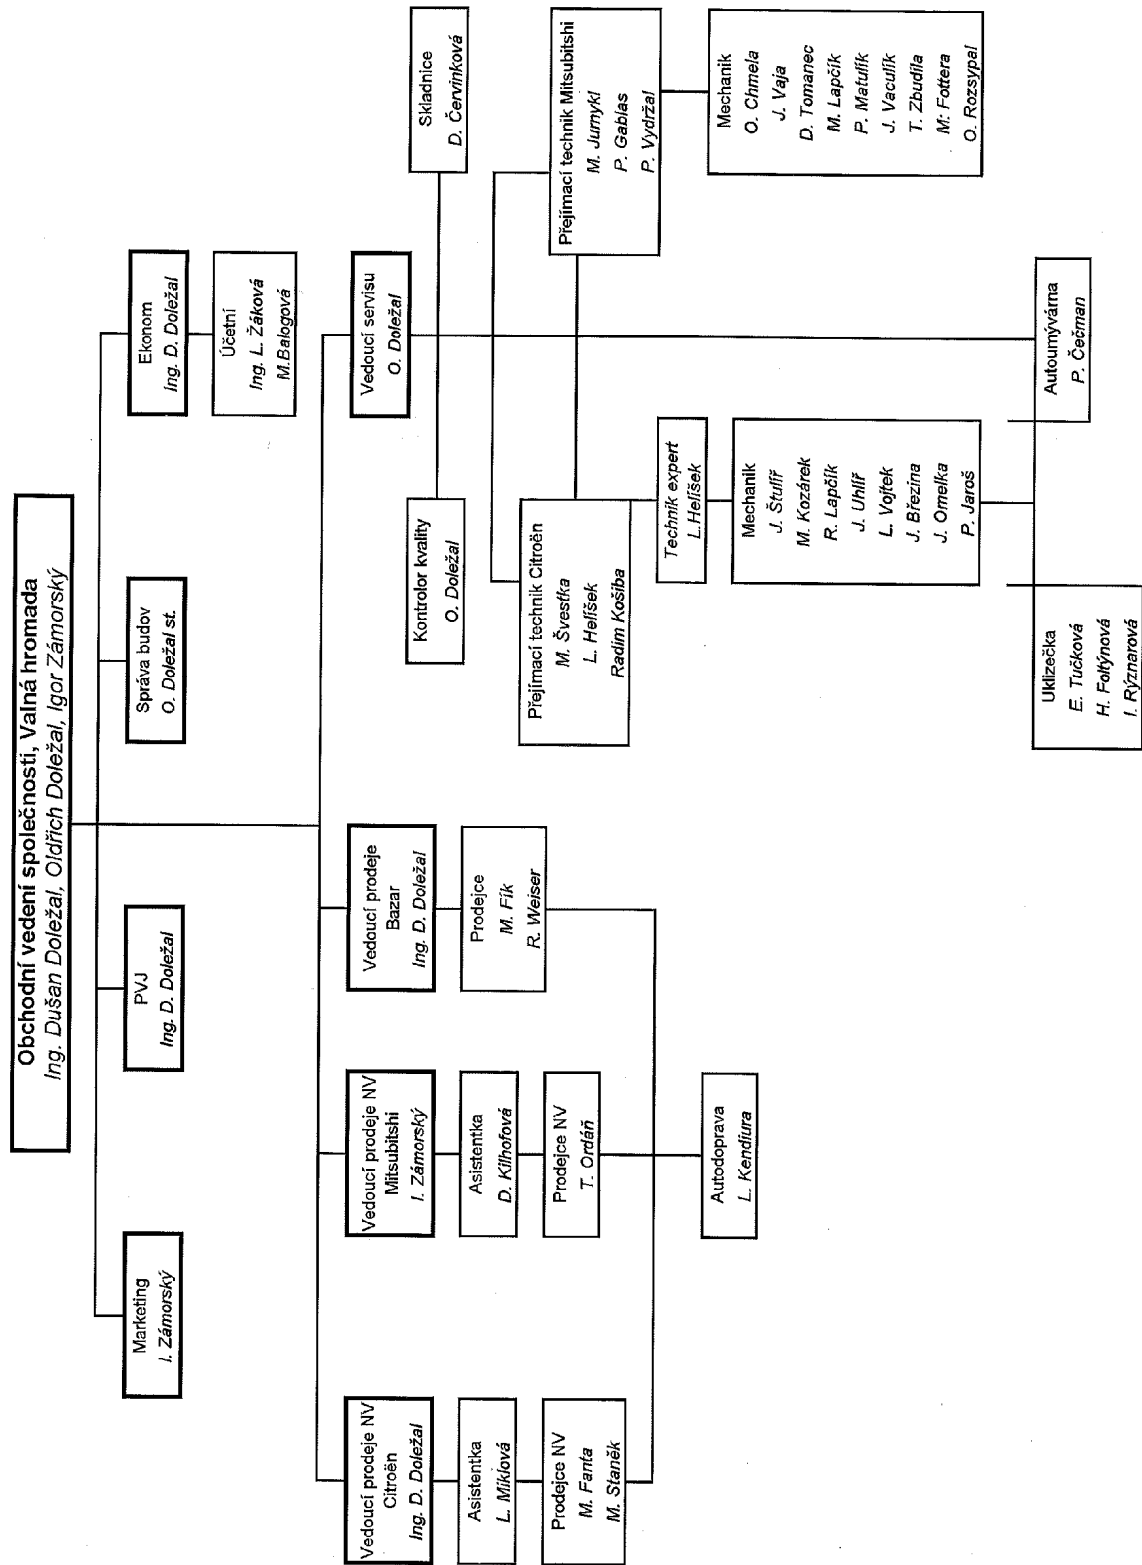 Obchodní vedení společnosti, Valná hromada
Ing. Dušan Doležal, Oldřich Doležal, Igor Zámorský
Marketing
I. Zámorský
PVJ
Ing. D. Doležal
Správa budov
O. Doležal st.
Ekonom
Ing. D. Doležal
Účetní
Ing. L. Žáková
M.Balogová
Vedoucí prodeje NV
Citroën
Ing. D. Doležal
Vedoucí prodeje NV
Mitsubitshi
I. Zámorský
Vedoucí prodeje
Bazar
Ing. D. Doležal
Vedoucí servisu
O. Doležal
Asistentka
L. Miklová
Asistentka
D. Kilhofová
Prodejce
M. Fík
R. Weiser
Kontrolor kvality
O. Doležal
Skladnice
D. Červinková
Prodejce NV
M. Fanta
M. Staněk
Prodejce NV
T. Ordáň
Přejímací technik Citroën
M. Švestka
L. Helíšek
Radim Košiba
Přejímací technik Mitsubitshi
M. Jurnykl
P. Gablas
P. Vydržal
Autodoprava
L. Kendiura
Technik expert
L.Helíšek
Mechanik
J. Štulíř
M. Kozárek
R. Lapčík
J. Uhlíř
L. Vojtek
J. Březina
J. Omelka
P. Jaroš
Mechanik
O. Chmela
J. Vaja
D. Tomanec
M. Lapčík
P. Matulík
J. Vaculík
T. Zbudila
M: Fottera
O. Rozsypal
Uklizečka
E. Tučková
H. Foltýnová
I. Rýznarová
Autoumývárna
P. Čečman